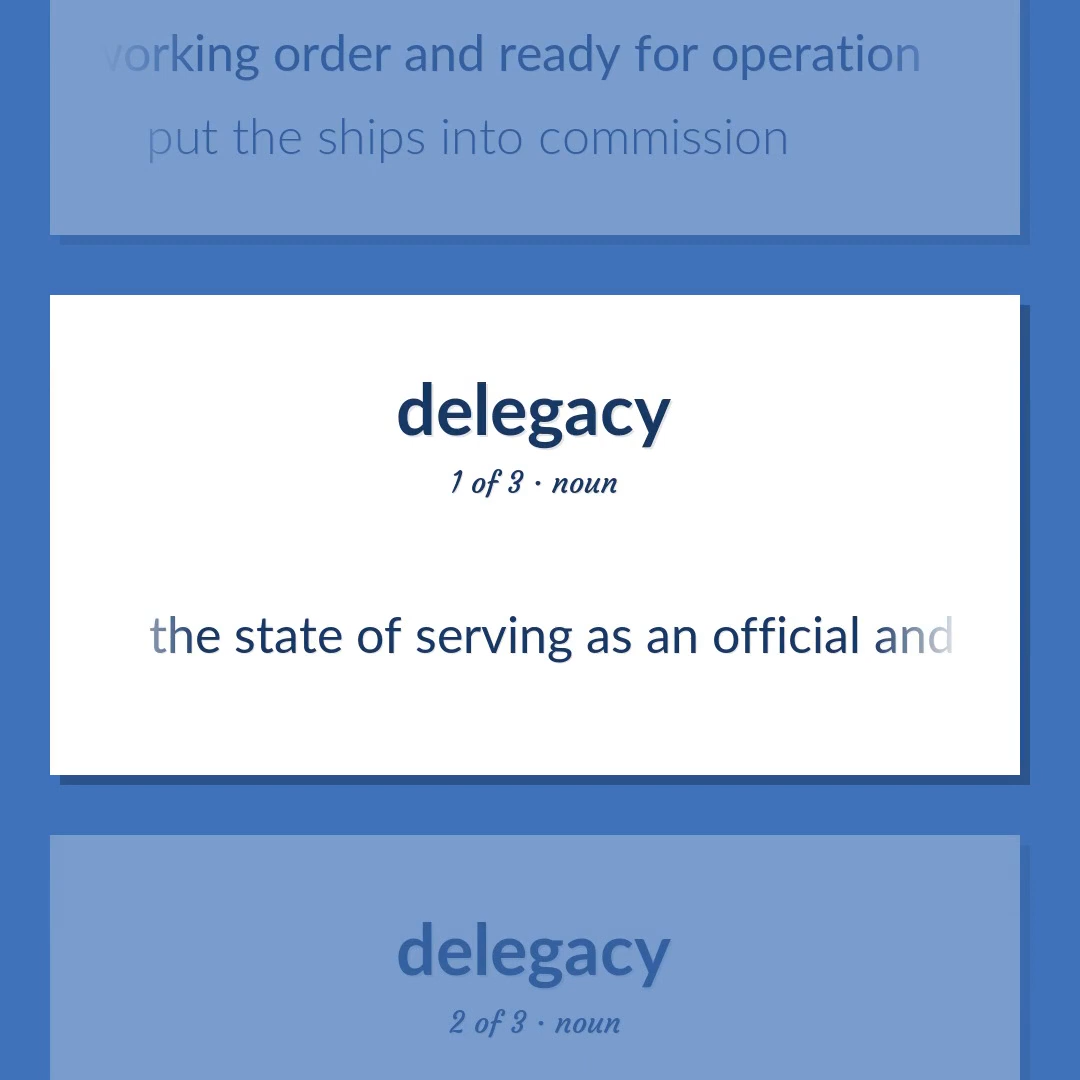 working order and ready for operation
put the ships into commission
delegacy
1 of 3 · noun
the state of serving as an official and
delegacy
2 of 3 · noun